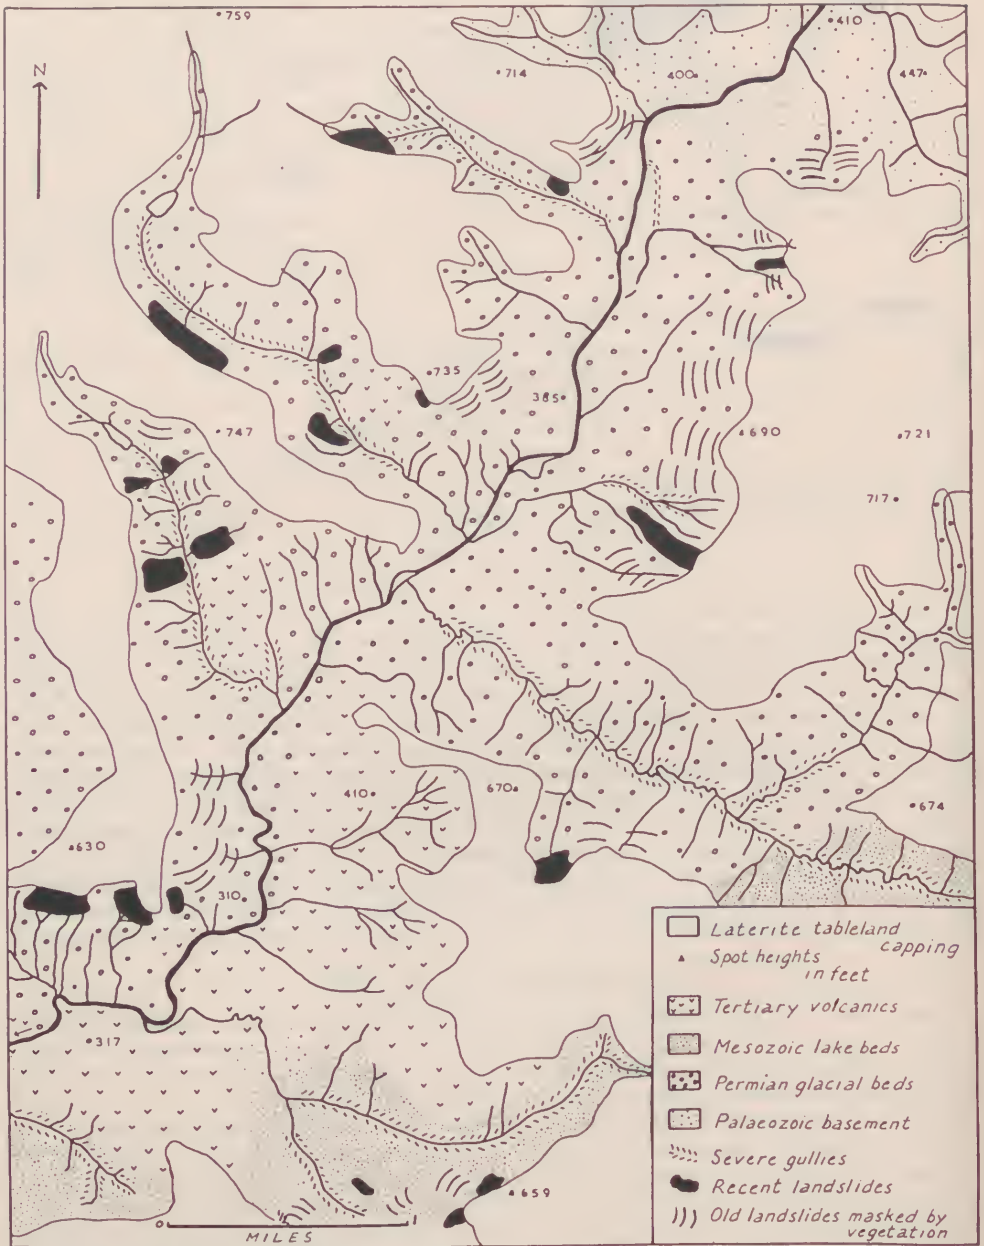 759
410
N
714
400
447
735
385
747
690
721
717
410
670
674
630
310
317
659
0 1
MILES
Laterite tableland
capping
Spot heights
in feet
Tertiary volcanics
Mesozoic lake beds
Permian glacial beds
Palaeozoic basement
Severe gullies
Recent landslides
Old landslides masked by
vegetation